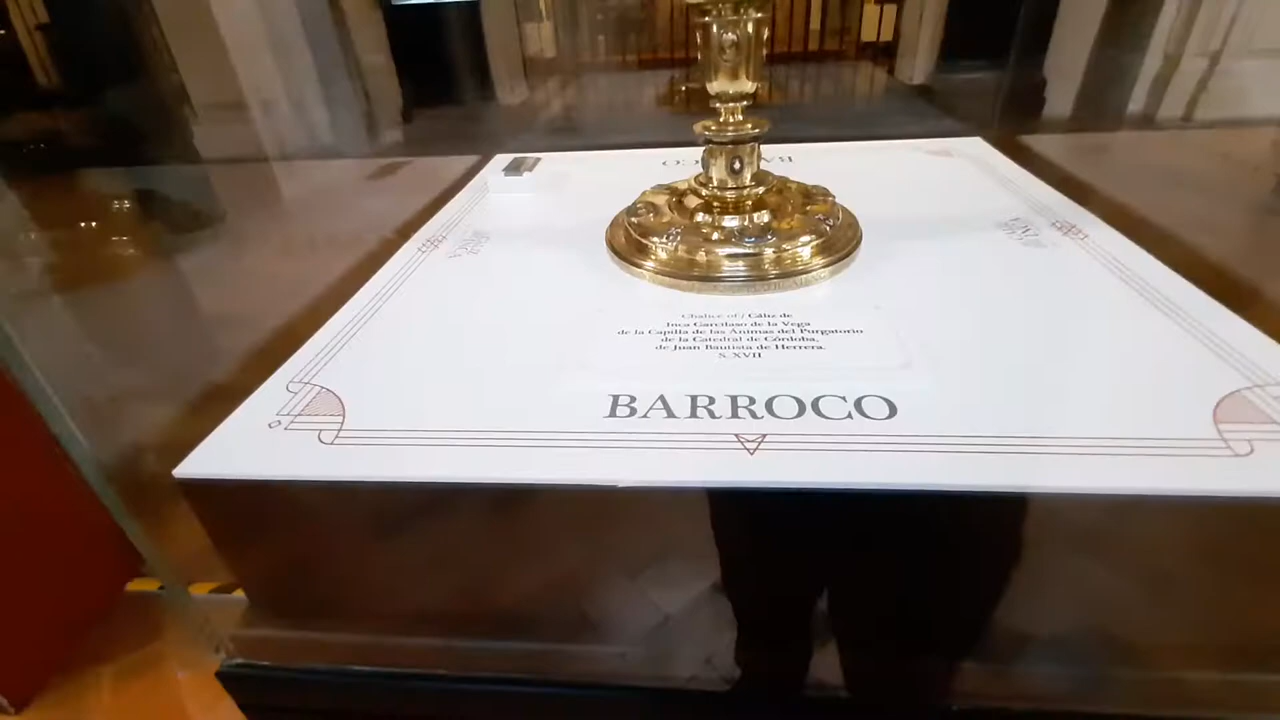 BARROCO
Chalice of / Cáliz de
Inca Garcilaso de la Vega
de la Capilla de las Ánimas del Purgatorio
de la Catedral de Córdoba,
de Juan Bautista de Herrera.
S. XVII
BARROCO